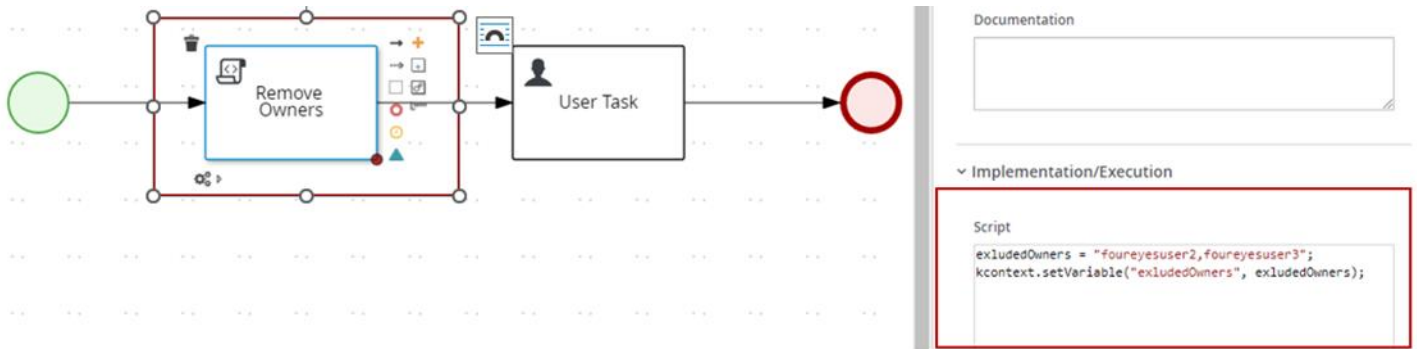 Remove
Owners
User Task
Documentation
Implementation/Execution
Script
exludedOwners = "foureyesuser2,foureyesuser3";
kcontext.setVariable("exludedOwners", exludedOwners);